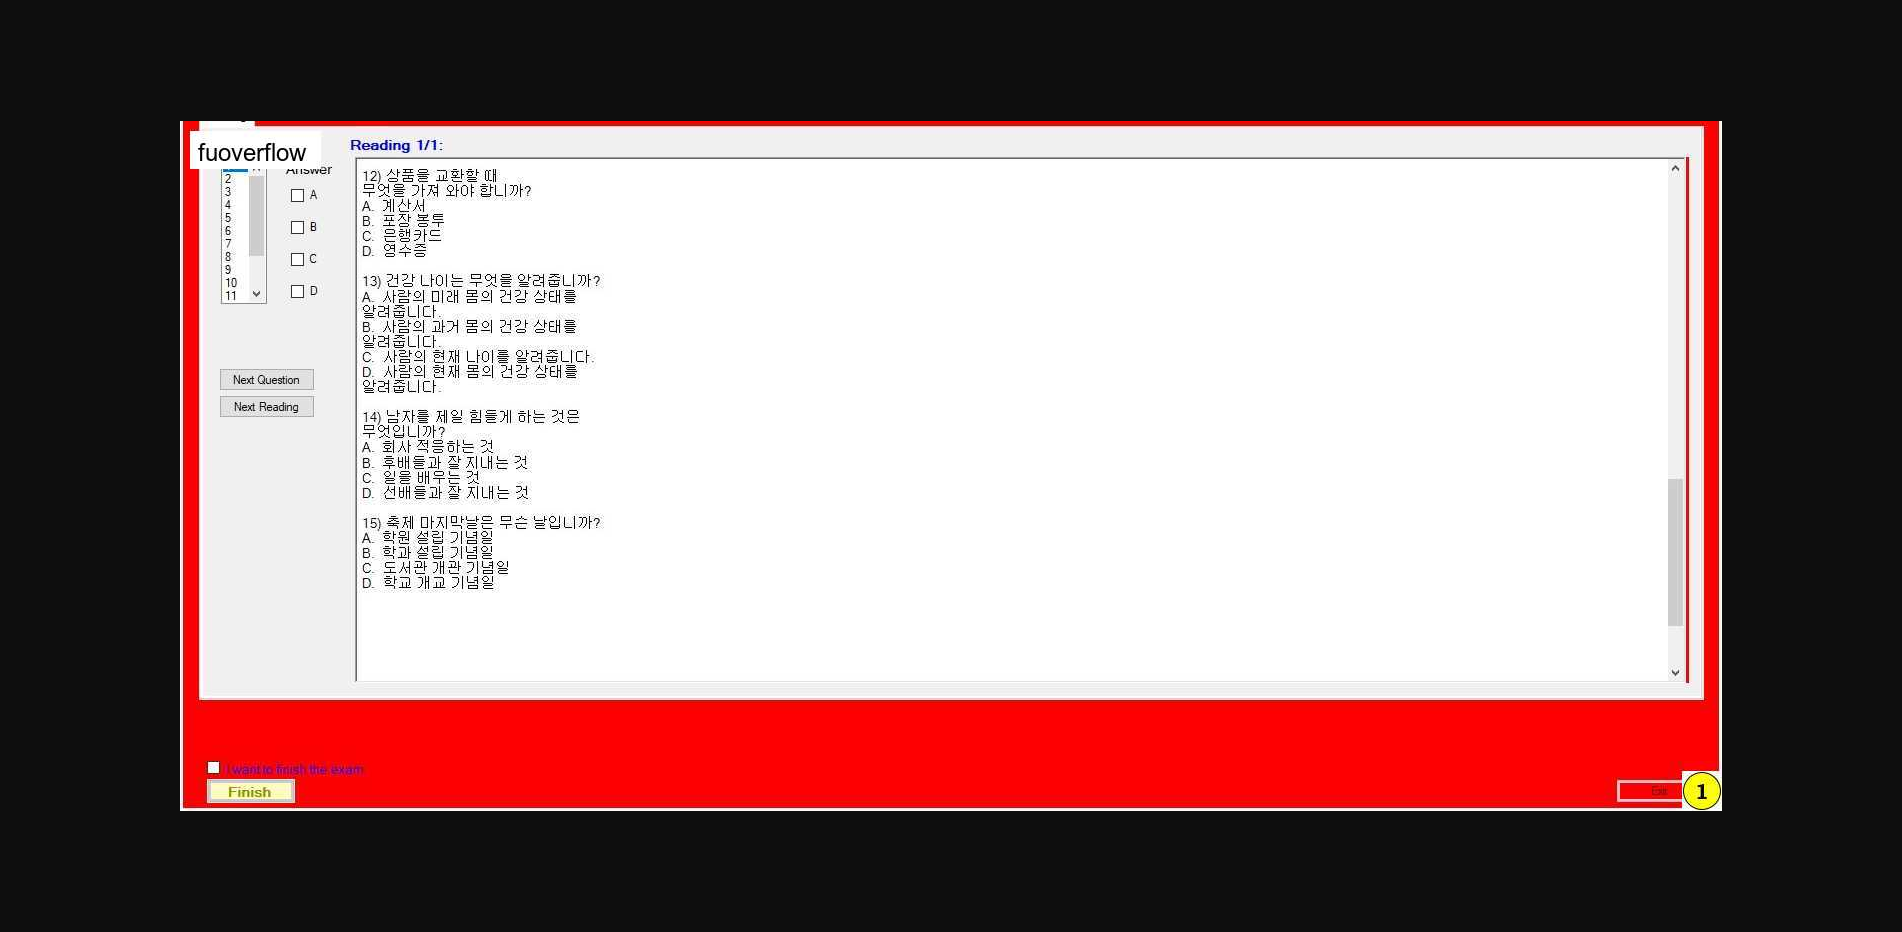 fuoverflow
Reading 1/1:
Answer
2
3
4
5
6
7
8
9
10
11
A
B
C
D
Next Question
Next Reading
12) 상품을 교환할 때
무엇을 가져 와야 합니까?
A. 계산서
B. 포장 봉투
C. 은행카드
D. 영수증
13) 건강 나이는 무엇을 알려줍니까?
A. 사람의 미래 몸의 건강 상태를
알려줍니다.
B. 사람의 과거 몸의 건강 상태를
알려줍니다.
C. 사람의 현재 나이를 알려줍니다.
D. 사람의 현재 몸의 건강 상태를
알려줍니다.
14) 남자를 제일 힘들게 하는 것은
무엇입니까?
A. 회사 적응하는 것
B. 후배들과 잘 지내는 것
C. 일을 배우는 것
D. 선배들과 잘 지내는 것
15) 축제 마지막날은 무슨 날입니까?
A. 학원 설립 기념일
B. 학과 설립 기념일
C. 도서관 개관 기념일
D. 학교 개교 기념일
I want to finish the exam
Finish
Exit
1